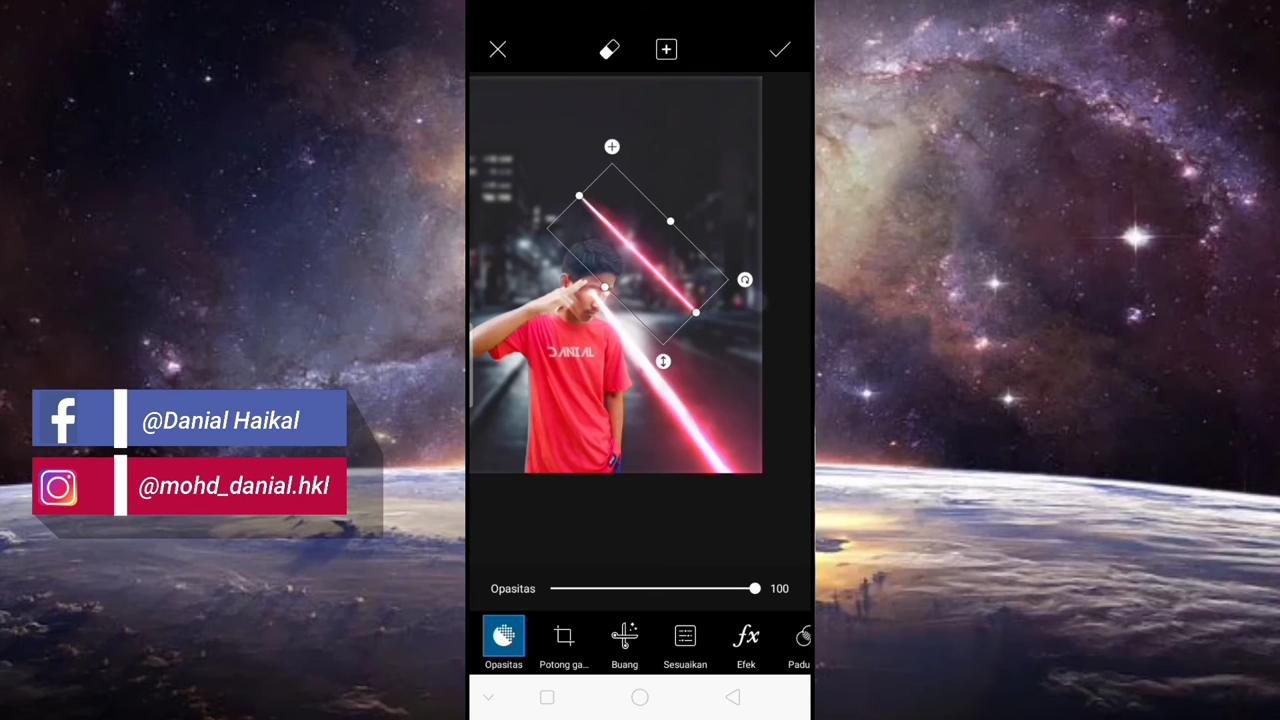 DANIAL
@Danial Haikal
@mohd_danial.hkl
Opasitas
100
Opasitas
Potong ga...
Buang
Sesuaikan
fx
Efek
Padu